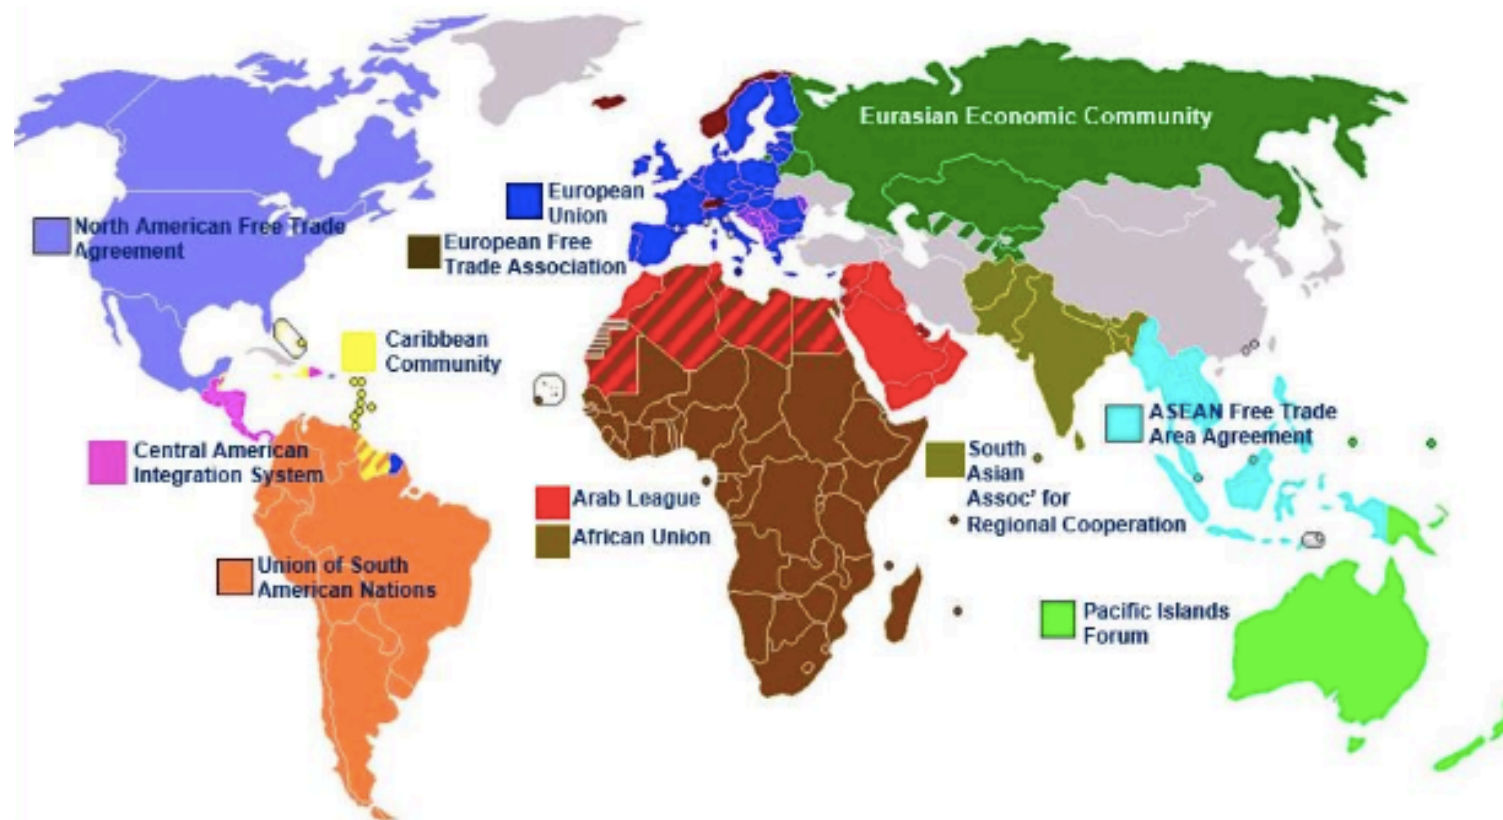 Eurasian Economic Community
European
Union
North American Free Trade
Agreement
European Free
Trade Association
Caribbean
Community
ASEAN Free Trade
Area Agreement
Central American
Integration System
South
Asian
Assoc' for
Regional Cooperation
Arab League
African Union
Union of South
American Nations
Pacific Islands
Forum